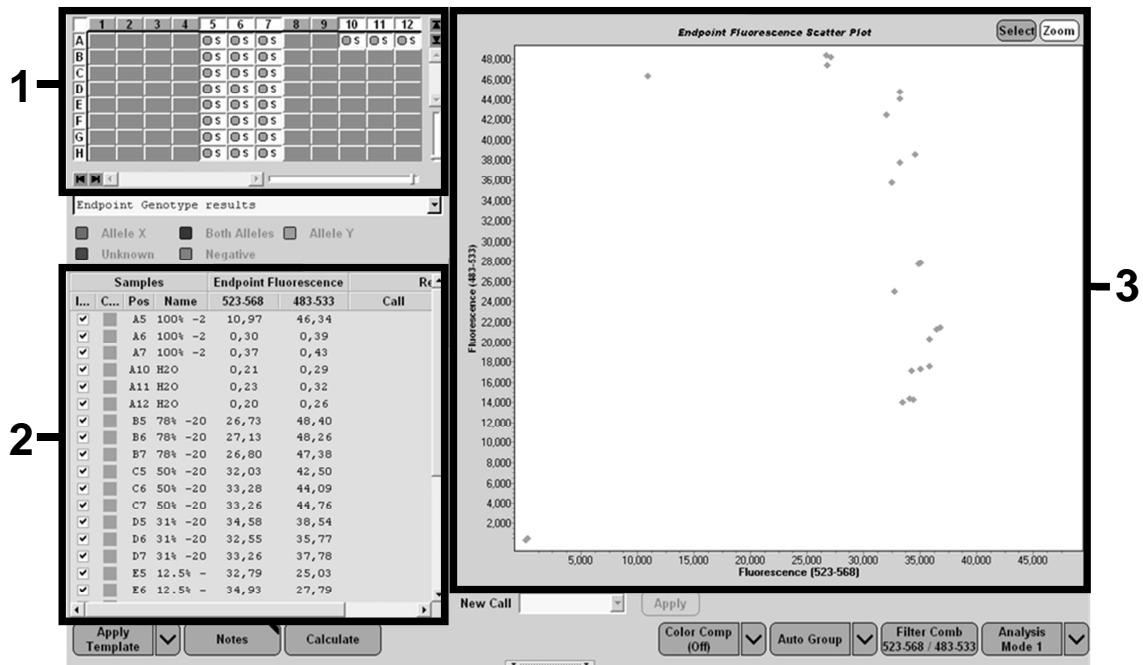 1
1 2 3 4 5 6 7 8 9 10 11 12
A S S S S S S
B S S S
C S S S
D S S S
E S S S
F S S S
G S S S
H S S S
Endpoint Genotype results
Allele X Both Alleles Allele Y
Unknown Negative
2
Samples Endpoint Fluorescence Re
I... C... Pos Name 523-568 483-533 Call
A5 100% -2 10,97 46,34
A6 100% -2 0,30 0,39
A7 100% -2 0,37 0,43
A10 H2O 0,21 0,29
A11 H2O 0,23 0,32
A12 H2O 0,20 0,26
B5 78% -20 26,73 48,40
B6 78% -20 27,13 48,26
B7 78% -20 26,80 47,38
C5 50% -20 32,03 42,50
C6 50% -20 33,28 44,09
C7 50% -20 33,26 44,76
D5 31% -20 34,58 38,54
D6 31% -20 32,55 35,77
D7 31% -20 33,26 37,78
E5 12.5% - 32,79 25,03
E6 12.5% - 34,93 27,79
Apply Template
Notes
Calculate
Endpoint Fluorescence Scatter Plot
Select Zoom
48,000
46,000
44,000
42,000
40,000
38,000
36,000
34,000
32,000
30,000
28,000
26,000
24,000
22,000
20,000
18,000
16,000
14,000
12,000
10,000
8,000
6,000
4,000
2,000
Fluorescence (483-533)
5,000 10,000 15,000 20,000 25,000 30,000 35,000 40,000 45,000
Fluorescence (523-568)
3
New Call Apply
Color Comp (Off)
Auto Group
Filter Comb 523-568 / 483-533
Analysis Mode 1